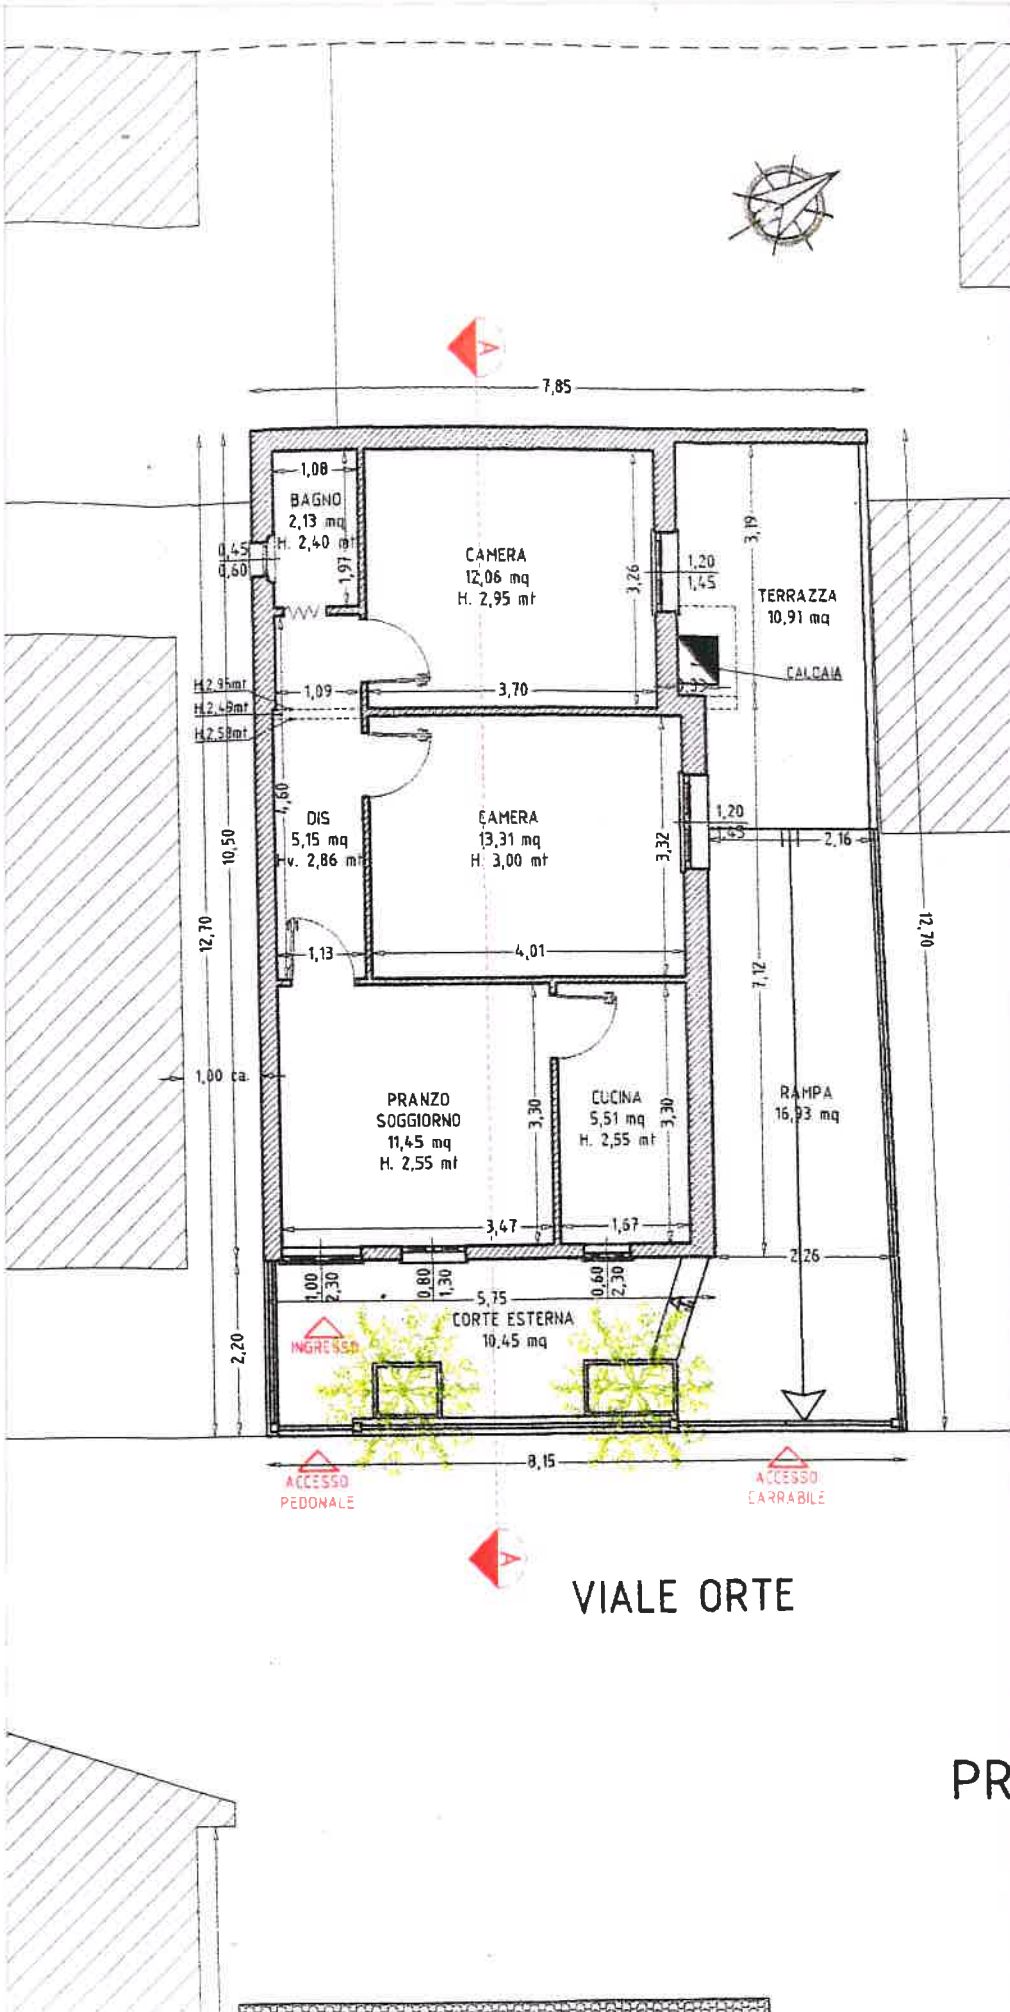 A
7,85
1,08
BAGNO
2,13 mq
H. 2,40 mt
1,97
0,45
0,60
CAMERA
12,06 mq
H. 2,95 mt
3,26
1,20
1,45
3,19
TERRAZZA
10,91 mq
CALDAIA
H.2,95mt
H.2,49mt
1,09
3,70
4,60
DIS
5,15 mq
Hv. 2,86 mt
CAMERA
13,31 mq
H. 3,00 mt
3,32
1,20
1,45
2,16
10,50
12,70
12,70
1,13
4,01
7,12
1,00 ca.
PRANZO
SOGGIORNO
11,45 mq
H. 2,55 mt
3,30
CUCINA
5,51 mq
H. 2,55 mt
3,30
RAMPA
16,93 mq
3,47
1,67
2,26
1,00
2,30
0,80
1,30
0,60
2,30
5,75
CORTE ESTERNA
10,45 mq
INGRESSO
2,20
8,15
ACCESSO
PEDONALE
ACCESSO
CARRABILE
A
VIALE ORTE
PR